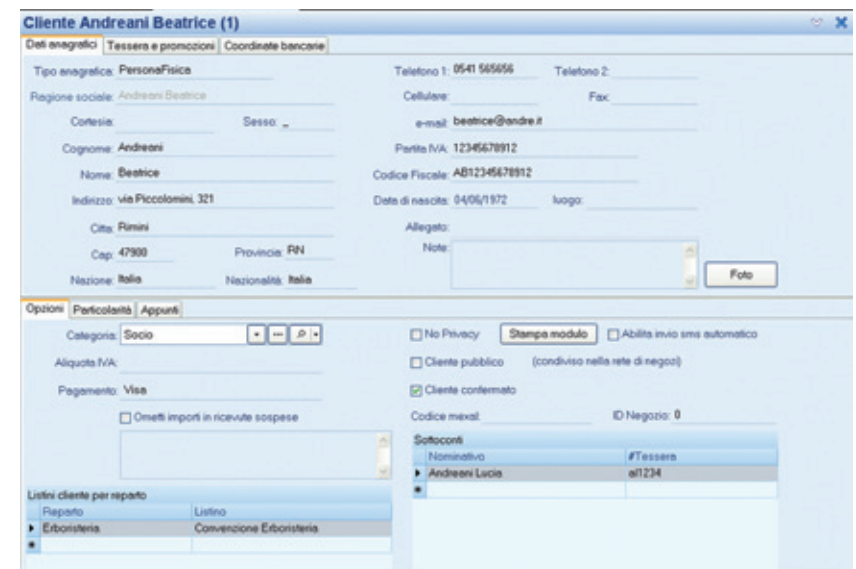 Cliente Andreani Beatrice (1)
Dati anagrafici Tessera e promozioni Coordinate bancarie
Tipo anagrafica: PersonaFisica Telefono 1: 0541 565656 Telefono 2:
Ragione sociale: Andreani Beatrice Cellulare: Fax:
Cortesia: Sesso: _ e-mail: beatrice@andre.it
Cognome: Andreani Partita IVA: 12345678912
Nome: Beatrice Codice Fiscale: AB12345678912
Indirizzo: via Piccolomini, 321 Data di nascita: 04/06/1972 luogo:
Citta: Rimini Allegato:
Cap: 47900 Provincia: RN Note:
Nazione: Italia Nazionalità: Italia Foto
Opzioni Particolarità Appunti
Categoria: Socio No Privacy Stampa modulo Abilita invio sms automatico
Aliquota IVA: Cliente pubblico (condiviso nella rete di negozi)
Pagamento: Visa Cliente confermato
Ometti importi in ricevute sospese Codice mexal: ID Negozio: 0
Sottoconti
Nominativo #Tessera
Andreani Lucia al1234
Listini cliente per reparto
Reparto Listino
Erboristeria Convenzione Erboristeria